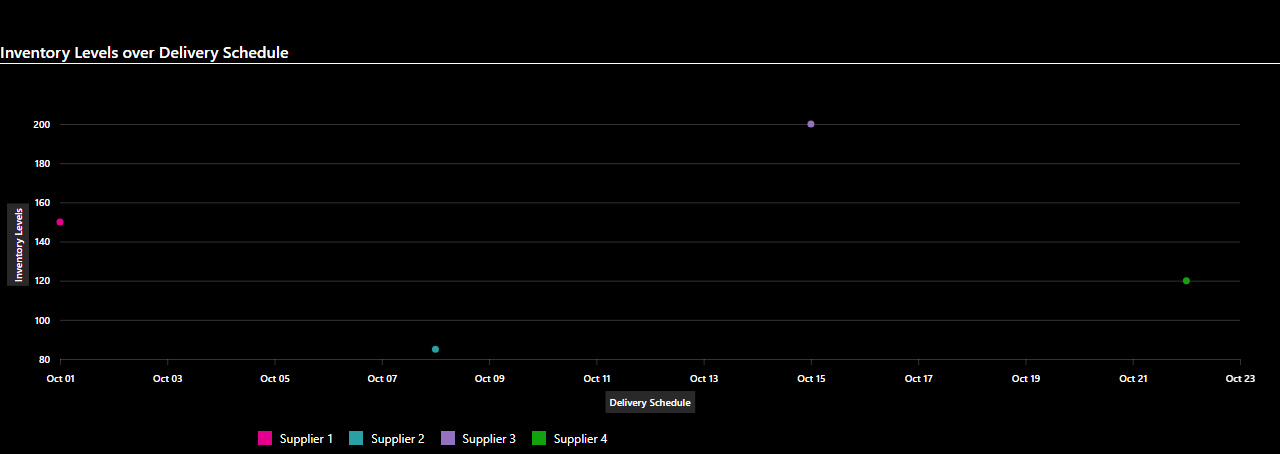 Inventory Levels over Delivery Schedule
200
180
160
140
120
100
80
Inventory Levels
Oct 01 Oct 03 Oct 05 Oct 07 Oct 09 Oct 11 Oct 13 Oct 15 Oct 17 Oct 19 Oct 21 Oct 23
Delivery Schedule
Supplier 1 Supplier 2 Supplier 3 Supplier 4